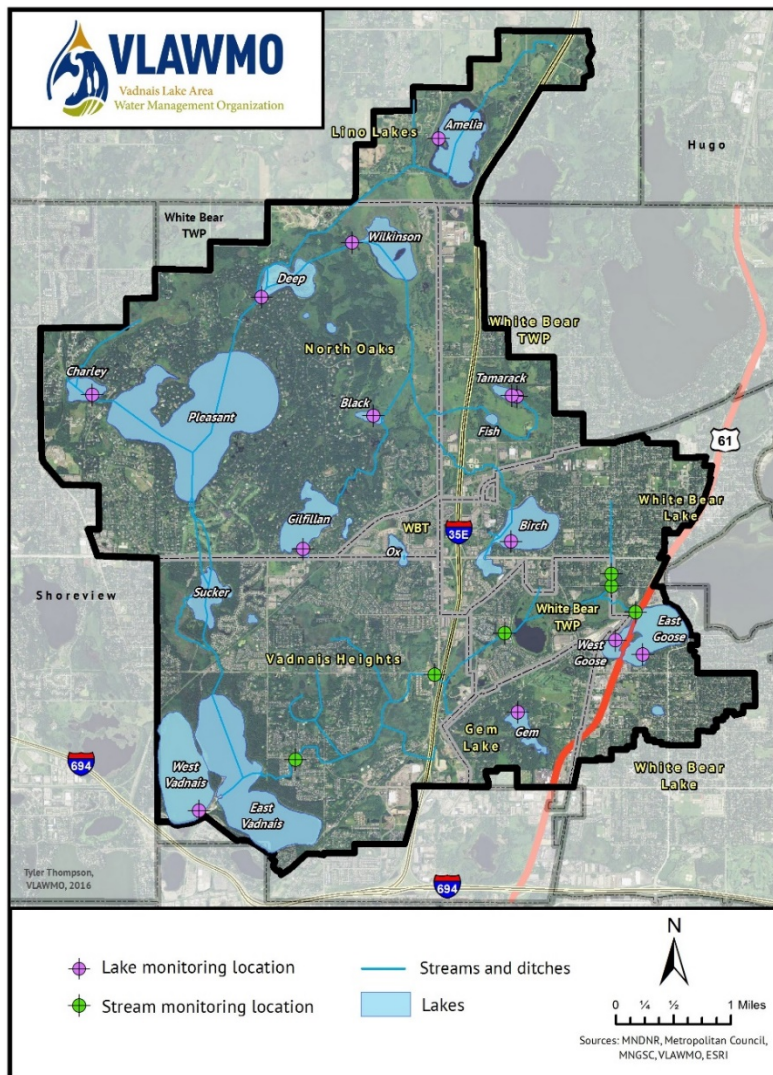 VLAWMO
Vadnais Lake Area
Water Management Organization
Amelia
Lino Lakes
Hugo
White Bear
TWP
Wilkinson
Deep
White Bear
TWP
North Oaks
Charley
Tamarack
Pleasant
Black
Fish
61
White Bear
Lake
Gilfillan
WBT
35E
Birch
Ox
Shoreview
Sucker
White Bear
TWP
East
Goose
West
Goose
Vadnais Heights
Gem
Lake
Gem
694
West
Vadnais
East
Vadnais
White Bear
Lake
Tyler Thompson,
VLAWMO, 2016
694
Lake monitoring location
Streams and ditches
Stream monitoring location
Lakes
N
0 ¼ ½ 1 Miles
Sources: MNDNR, Metropolitan Council,
MNGSC, VLAWMO, ESRI